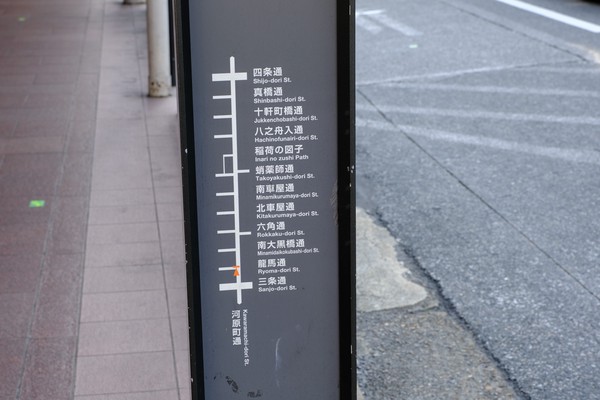 四条通
Shijo-dori St.
真橋通
Shinbashi-dori St.
十軒町橋通
Jukkenchobashi-dori St.
八之舟入通
Hachinofunairi-dori St.
稲荷の図子
Inari no zushi Path
蛸薬師通
Takoyakushi-dori St.
南車屋通
Minamikurumaya-dori St.
北車屋通
Kitakurumaya-dori St.
六角通
Rokkaku-dori St.
南大黒橋通
Minamidaikokubashi-dori St.
龍馬通
Ryoma-dori St.
三条通
Sanjo-dori St.
河原町通
Kawaramachi-dori St.